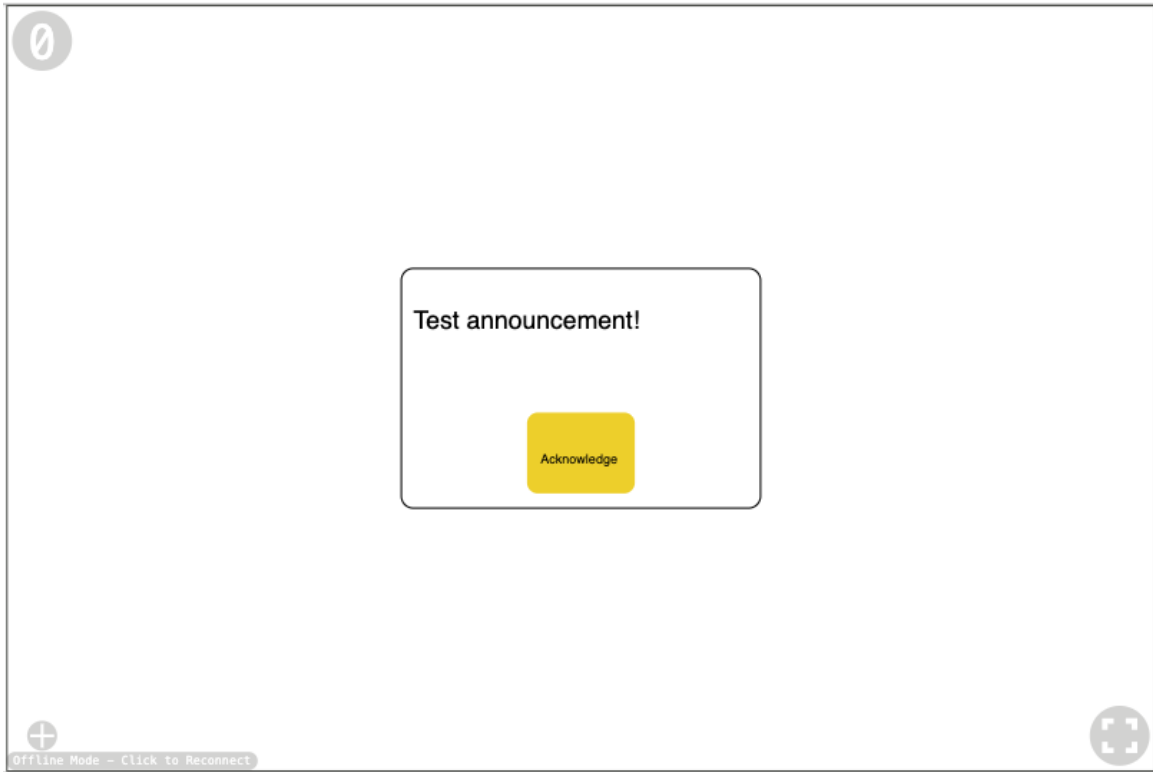 0
Test announcement!
Acknowledge
Offline Mode – Click to Reconnect